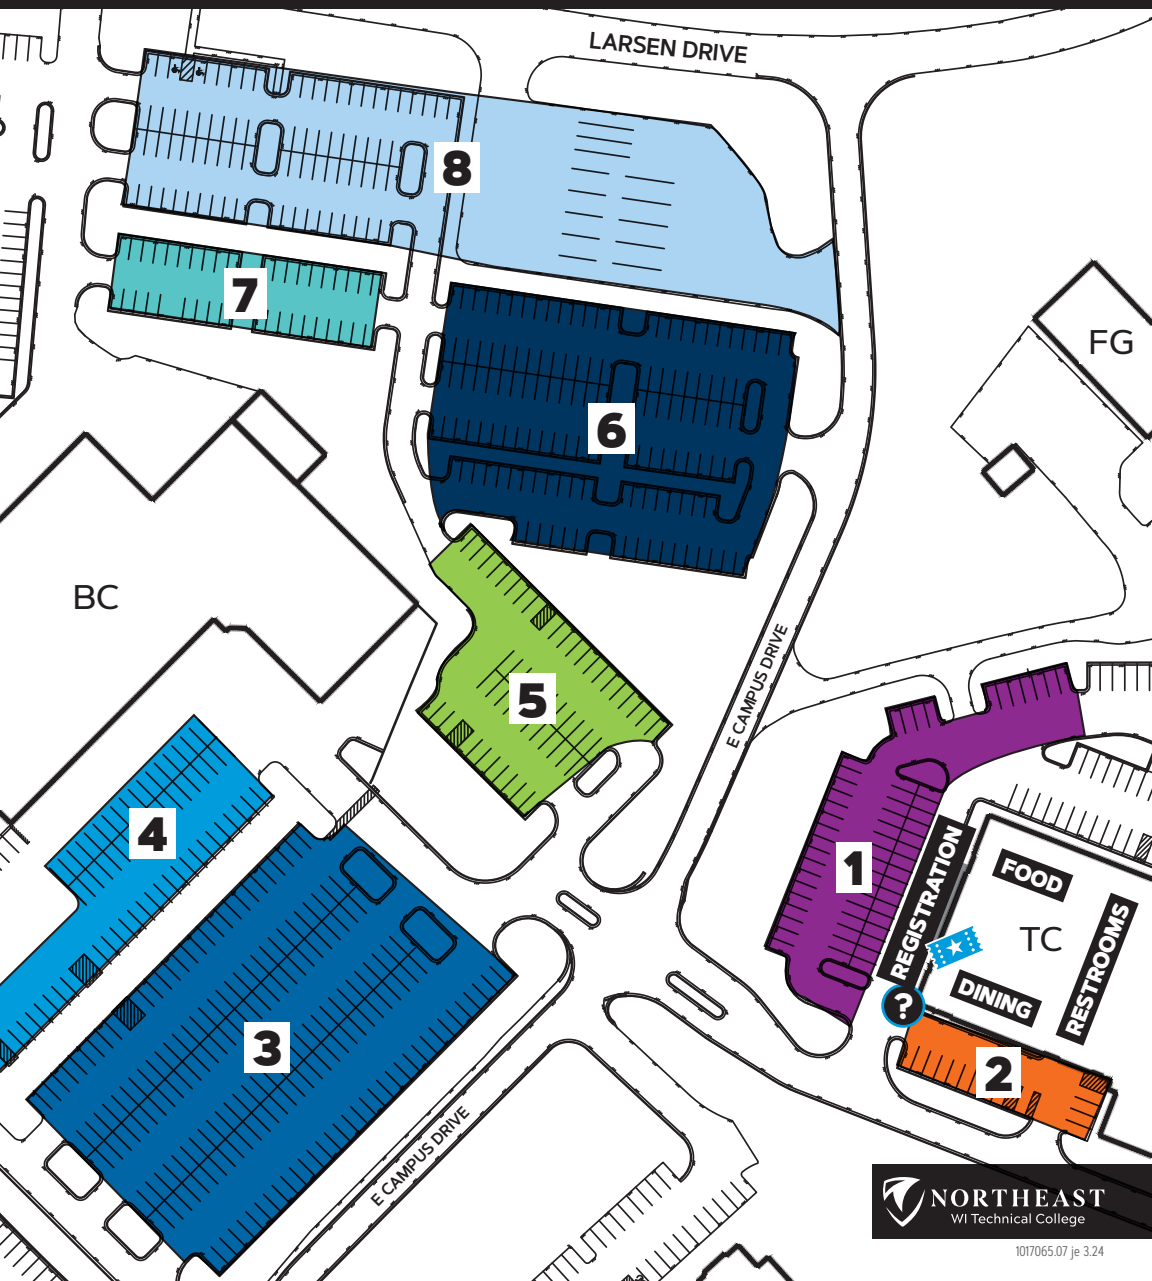 LARSEN DRIVE
8
7
6
FG
BC
5
E CAMPUS DRIVE
4
1
REGISTRATION
FOOD
TC
RESTROOMS
DINING
?
3
2
E CAMPUS DRIVE
NORTHEAST
WI Technical College
1017065.07 je 3.24